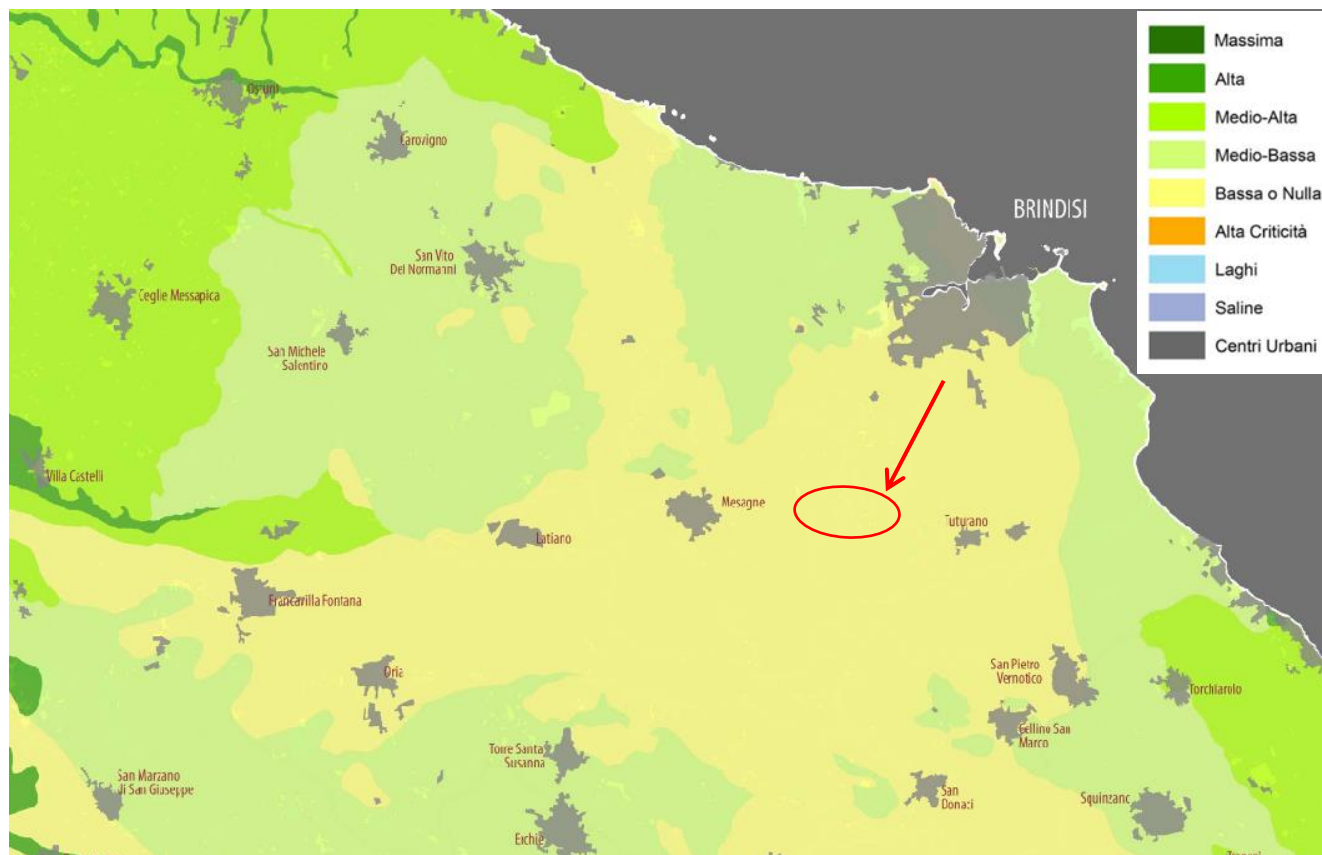 Massima
Alta
Medio-Alta
Medio-Bassa
Bassa o Nulla
Alta Criticità
Laghi
Saline
Centri Urbani
Ostuni
Carovigno
BRINDISI
San Vito
Dei Normanni
Ceglie Messapica
San Michele
Salentino
Villa Castelli
Mesagne
Latiano
Tuturano
Francavilla Fontana
Oria
San Pietro
Vernotico
Torchiarolo
Cellino San
Marco
Torre Santa
Susanna
San Marzano
di San Giuseppe
San
Donaci
Squinzano
Erchie